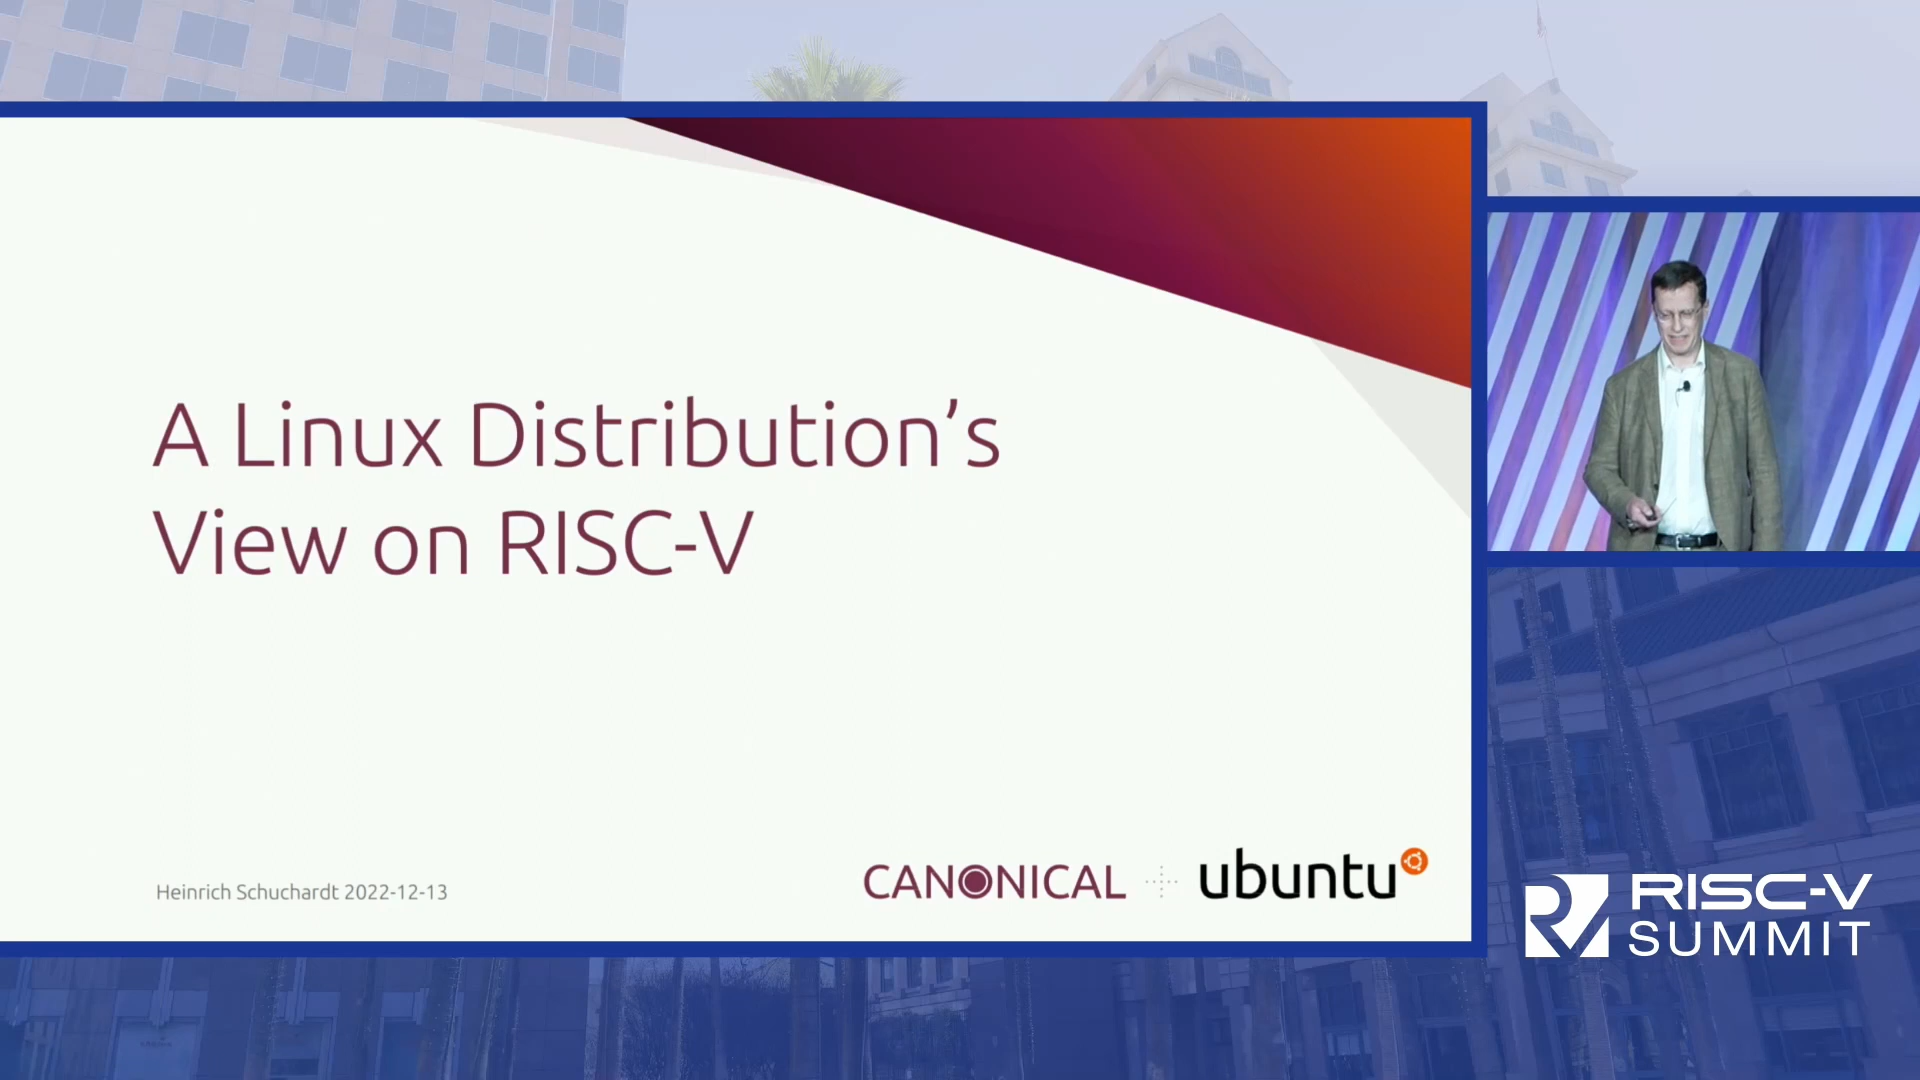 A Linux Distribution’s
View on RISC-V
Heinrich Schuchardt 2022-12-13
CANONICAL
ubuntu
RISC-V
SUMMIT